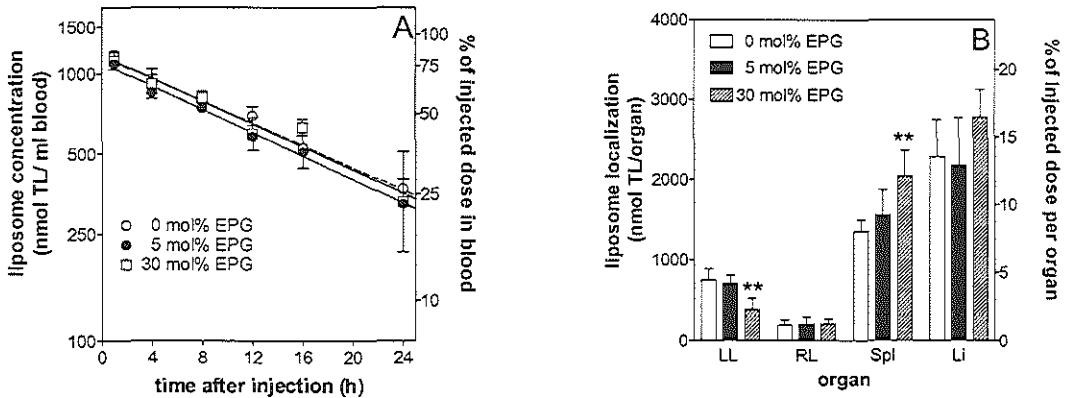 A
1500
1000
500
250
100
liposome concentration
(nmol TL/ ml blood)
100
75
50
25
10
% of injected dose in blood
0 mol% EPG
5 mol% EPG
30 mol% EPG
0 4 8 12 16 20 24
time after injection (h)
B
4000
3000
2000
1000
0
liposome localization
(nmol TL/organ)
20
15
10
5
0
% of Injected dose per organ
0 mol% EPG
5 mol% EPG
30 mol% EPG
**
**
LL RL Spl Li
organ